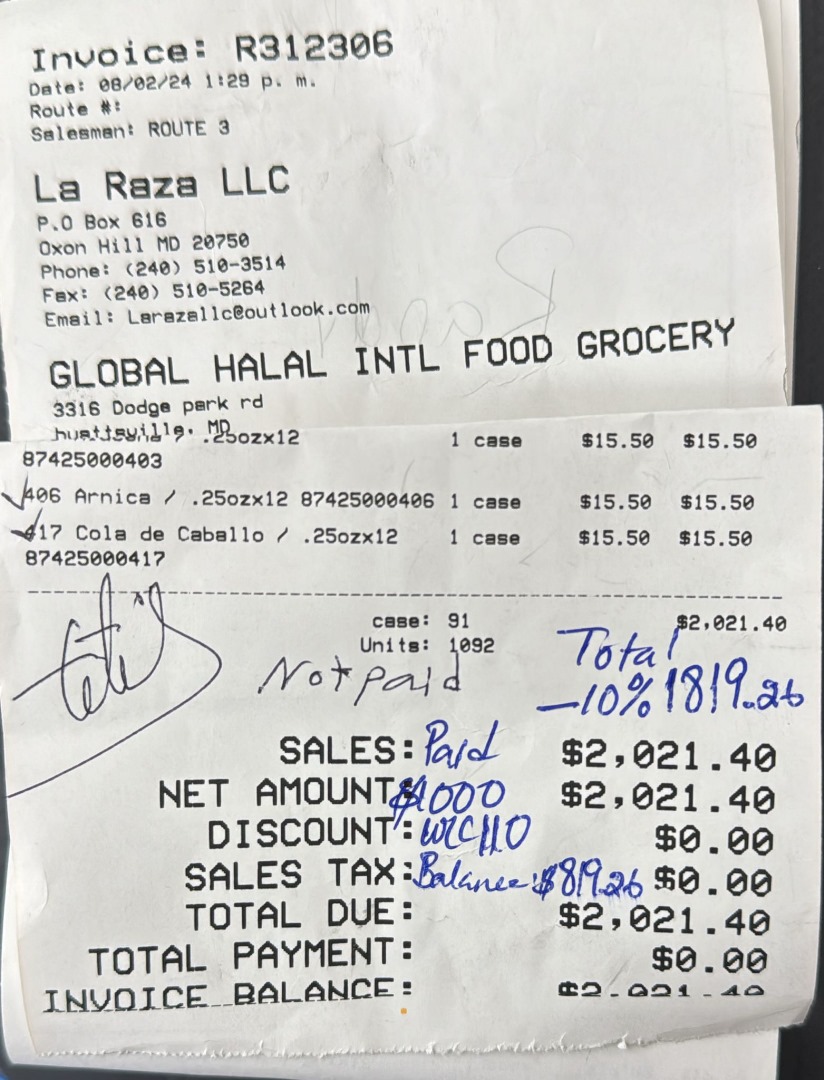 Invoice: R312306
Date: 08/02/24 1:29 p. m.
Route #:
Salesman: ROUTE 3
La Raza LLC
P.O Box 616
Oxon Hill MD 20750
Phone: (240) 510-3514
Fax: (240) 510-5264
Email: Larazallc@outlook.com
GLOBAL HALAL INTL FOOD GROCERY
3316 Dodge park rd
hyattsville, MD
.25ozx12 1 case $15.50 $15.50
87425000403
406 Arnica / .25ozx12 87425000406 1 case $15.50 $15.50
417 Cola de Caballo / .25ozx12 1 case $15.50 $15.50
87425000417
case: 91 $2,021.40
Units: 1092
Total
Not paid
-10% 1819.26
SALES: Paid $2,021.40
NET AMOUNT: $1000 $2,021.40
DISCOUNT: $0.00
SALES TAX: Balance: $819.26 $0.00
TOTAL DUE: $2,021.40
TOTAL PAYMENT: $0.00
INVOICE BALANCE: $2,021.40